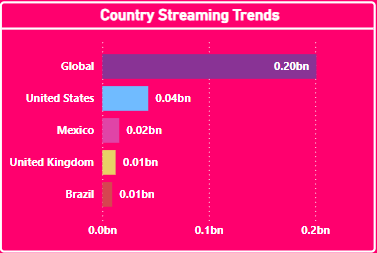 Country Streaming Trends
Global 0.20bn
United States 0.04bn
Mexico 0.02bn
United Kingdom 0.01bn
Brazil 0.01bn
0.0bn 0.1bn 0.2bn